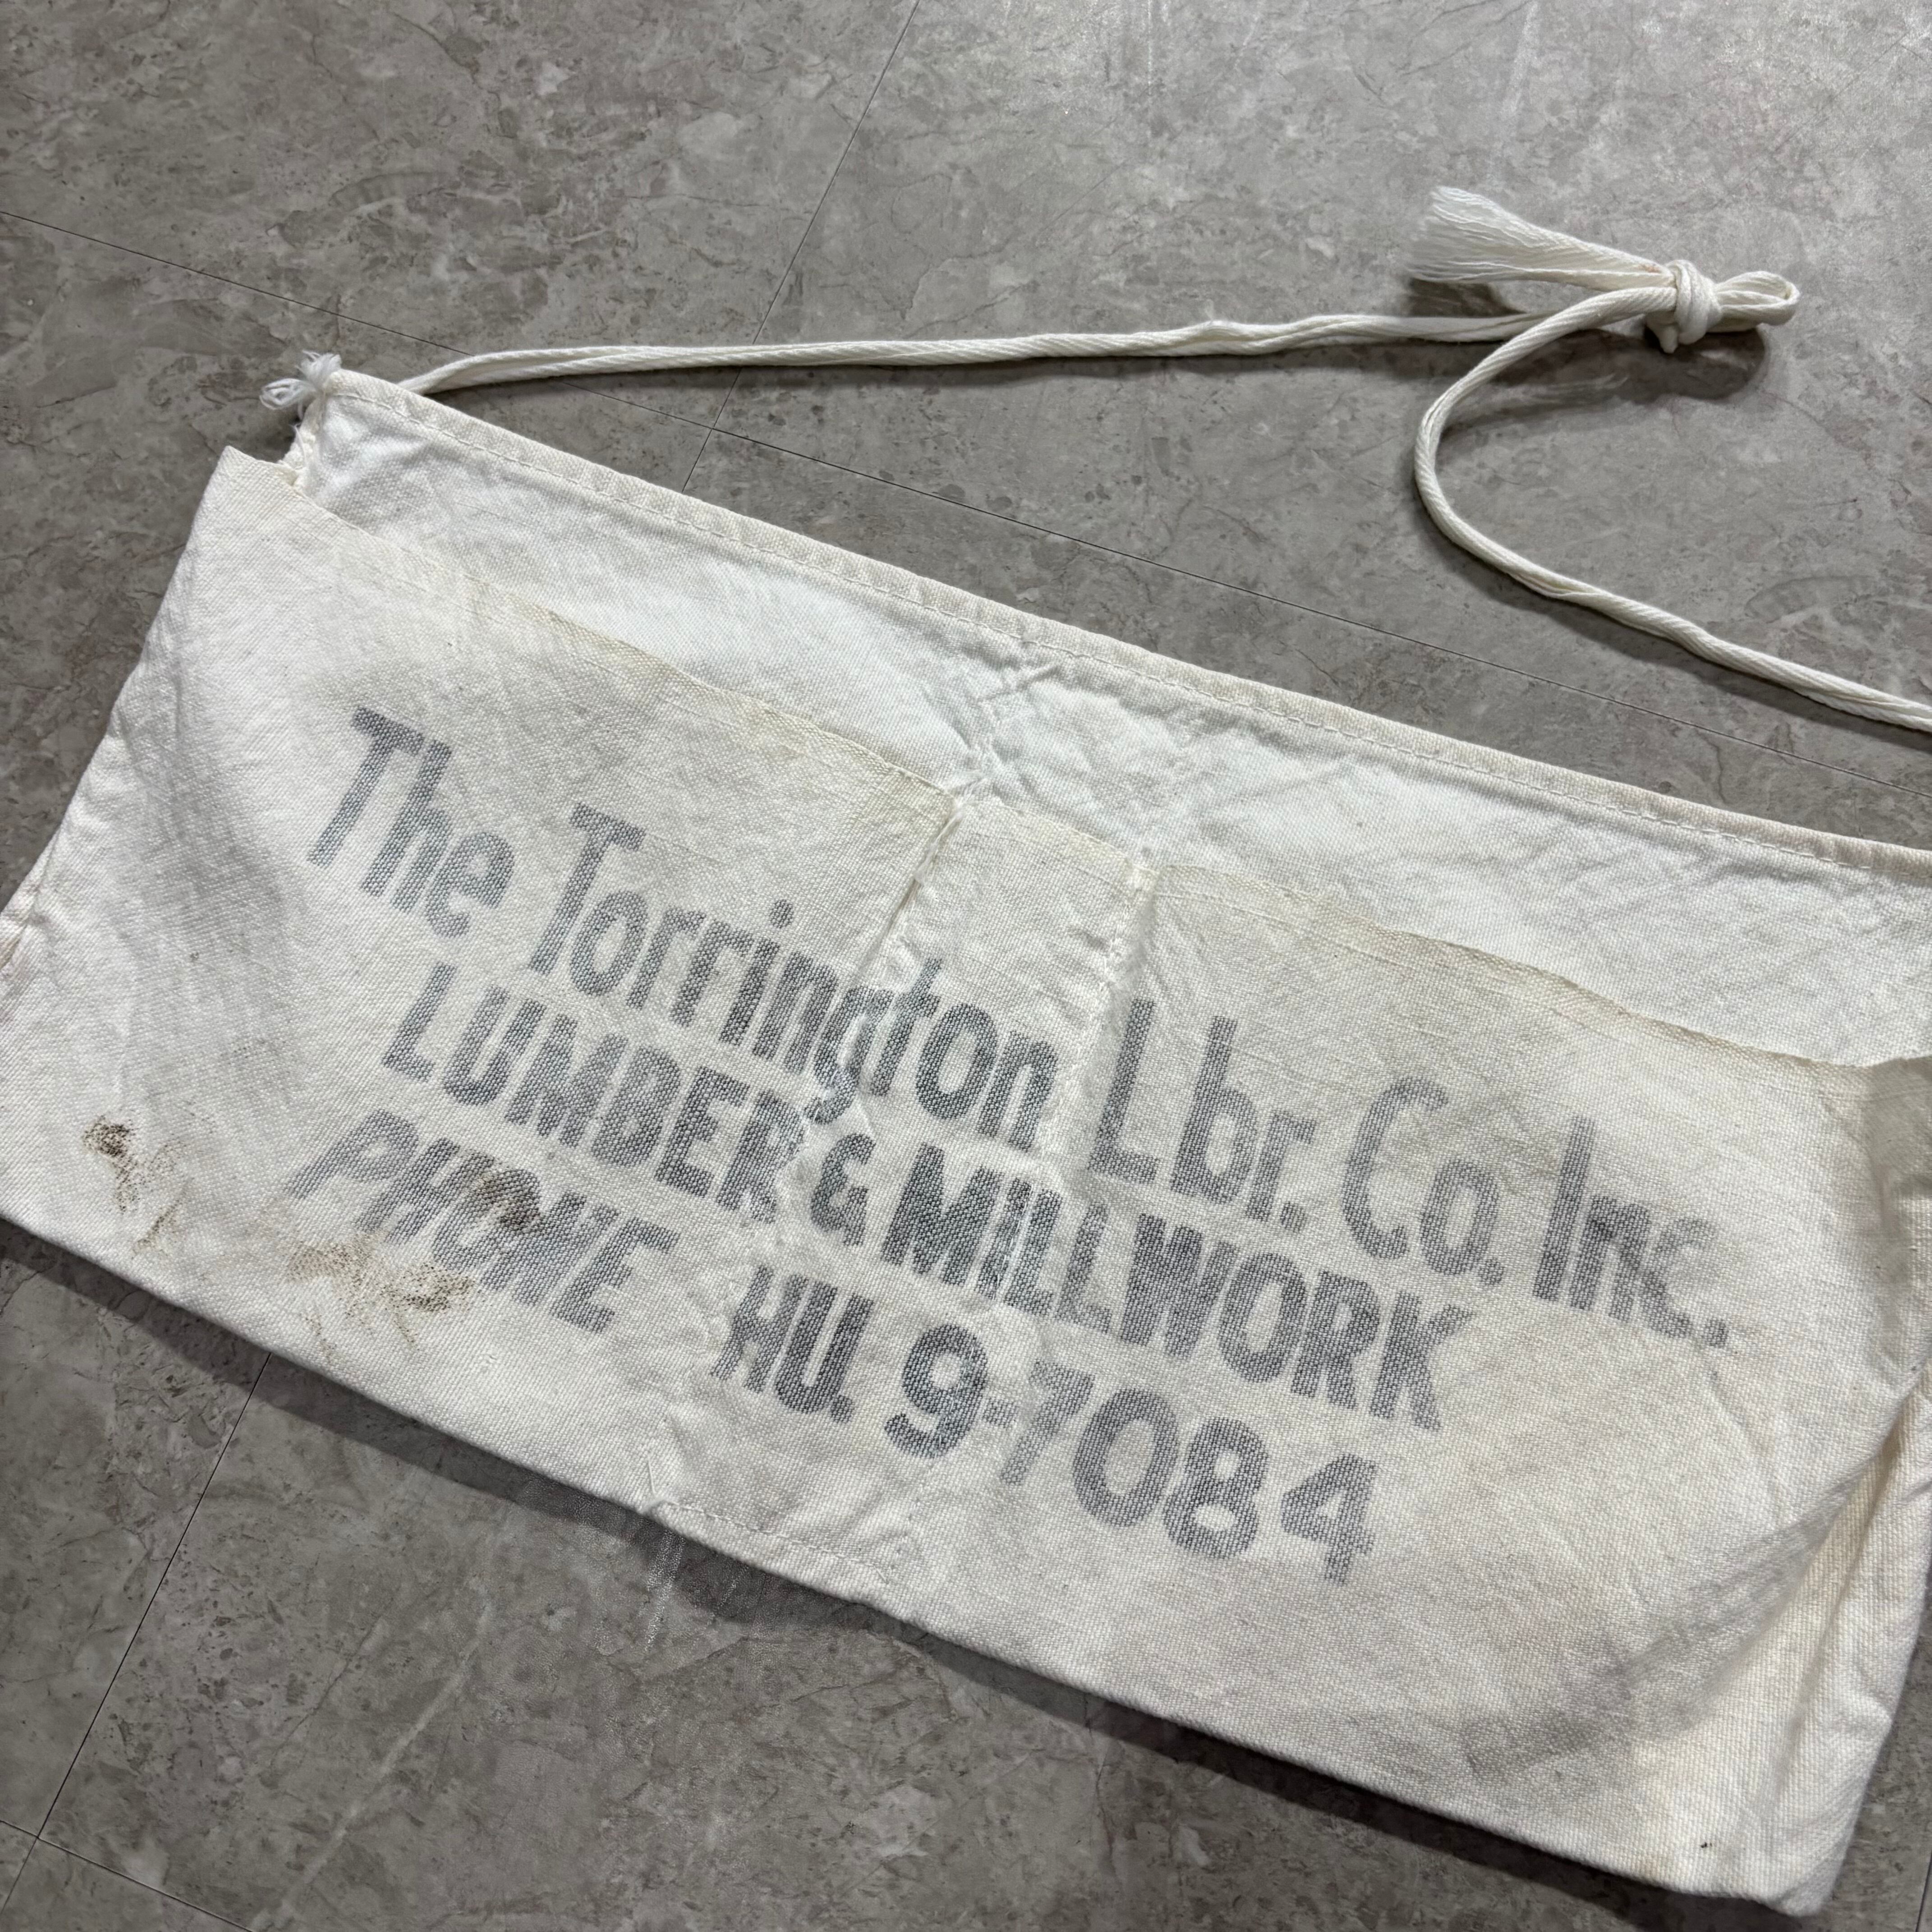 The Torrington Lbr. Co. Inc.
LUMBER & MILLWORK
PHONE HU. 9-7084